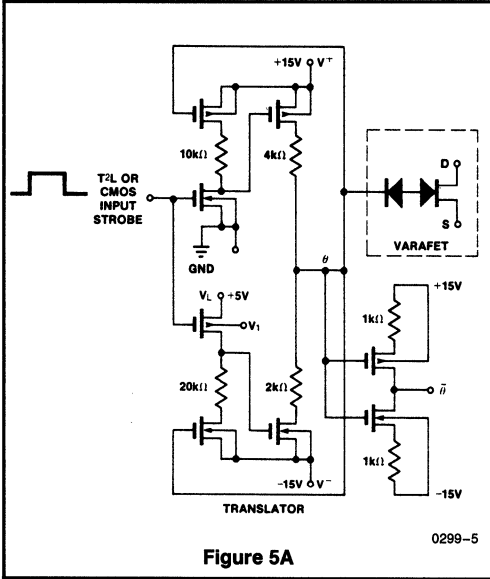 +15V V+
10kΩ
4kΩ
T2L OR
CMOS
INPUT
STROBE
GND
D
S
VARAFET
θ
VL +5V
V1
20kΩ
2kΩ
+15V
1kΩ
θ̄
1kΩ
-15V
-15V V-
TRANSLATOR
0299-5
Figure 5A